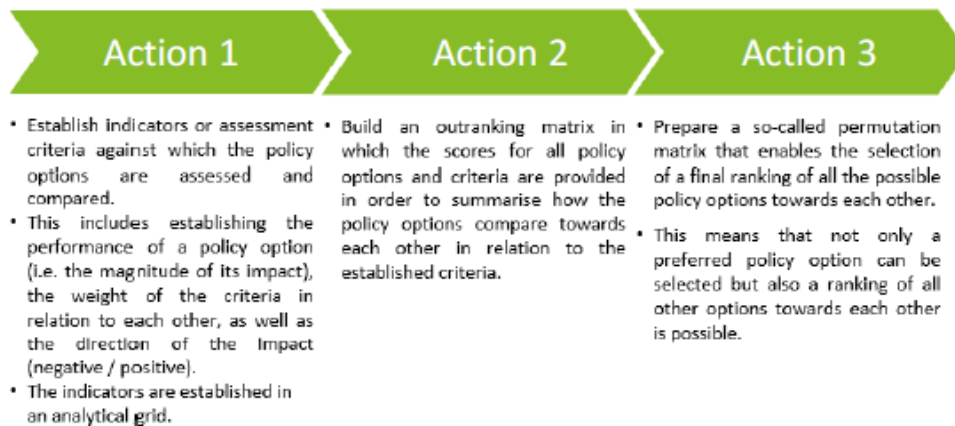 Action 1
Action 2
Action 3
• Establish indicators or assessment
criteria against which the policy
options are assessed and
compared.
• This includes establishing the
performance of a policy option
(i.e. the magnitude of its impact),
the weight of the criteria in
relation to each other, as well as
the direction of the impact
(negative / positive).
• The indicators are established in
an analytical grid.
• Build an outranking matrix in
which the scores for all policy
options and criteria are provided
in order to summarise how the
policy options compare towards
each other in relation to the
established criteria.
• Prepare a so-called permutation
matrix that enables the selection
of a final ranking of all the possible
policy options towards each other.
• This means that not only a
preferred policy option can be
selected but also a ranking of all
other options towards each other
is possible.